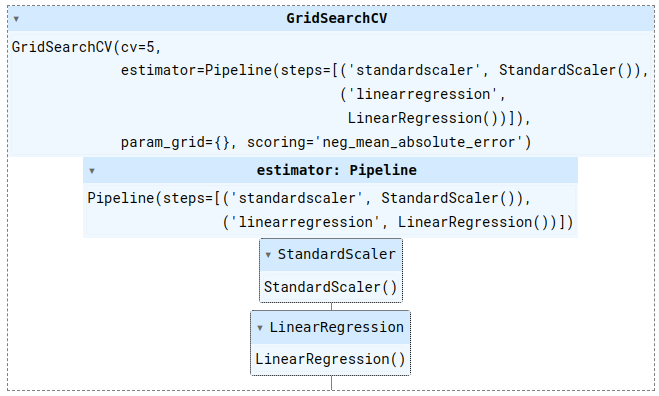 GridSearchCV
GridSearchCV(cv=5,
estimator=Pipeline(steps=[('standardscaler', StandardScaler()),
('linearregression',
LinearRegression())]),
param_grid={}, scoring='neg_mean_absolute_error')
estimator: Pipeline
Pipeline(steps=[('standardscaler', StandardScaler()),
('linearregression', LinearRegression())])
StandardScaler
StandardScaler()
LinearRegression
LinearRegression()